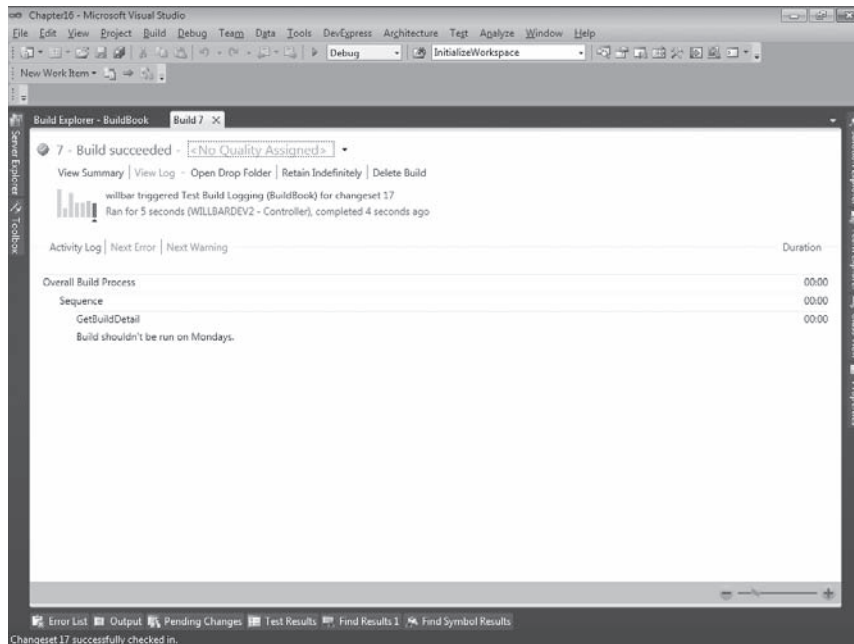 Chapter16 - Microsoft Visual Studio
File Edit View Project Build Debug Team Data Tools DevExpress Architecture Test Analyze Window Help
Debug InitializeWorkspace
New Work Item
Build Explorer - BuildBook Build 7
Server Explorer
Toolbox
7 - Build succeeded - <No Quality Assigned>
View Summary | View Log - Open Drop Folder | Retain Indefinitely | Delete Build
willbar triggered Test Build Logging (BuildBook) for changeset 17
Ran for 5 seconds (WILLBARDEV2 - Controller), completed 4 seconds ago
Activity Log | Next Error | Next Warning Duration
Overall Build Process 00:00
Sequence 00:00
GetBuildDetail 00:00
Build shouldn't be run on Mondays.
Error List Output Pending Changes Test Results Find Results 1 Find Symbol Results
Changeset 17 successfully checked in.